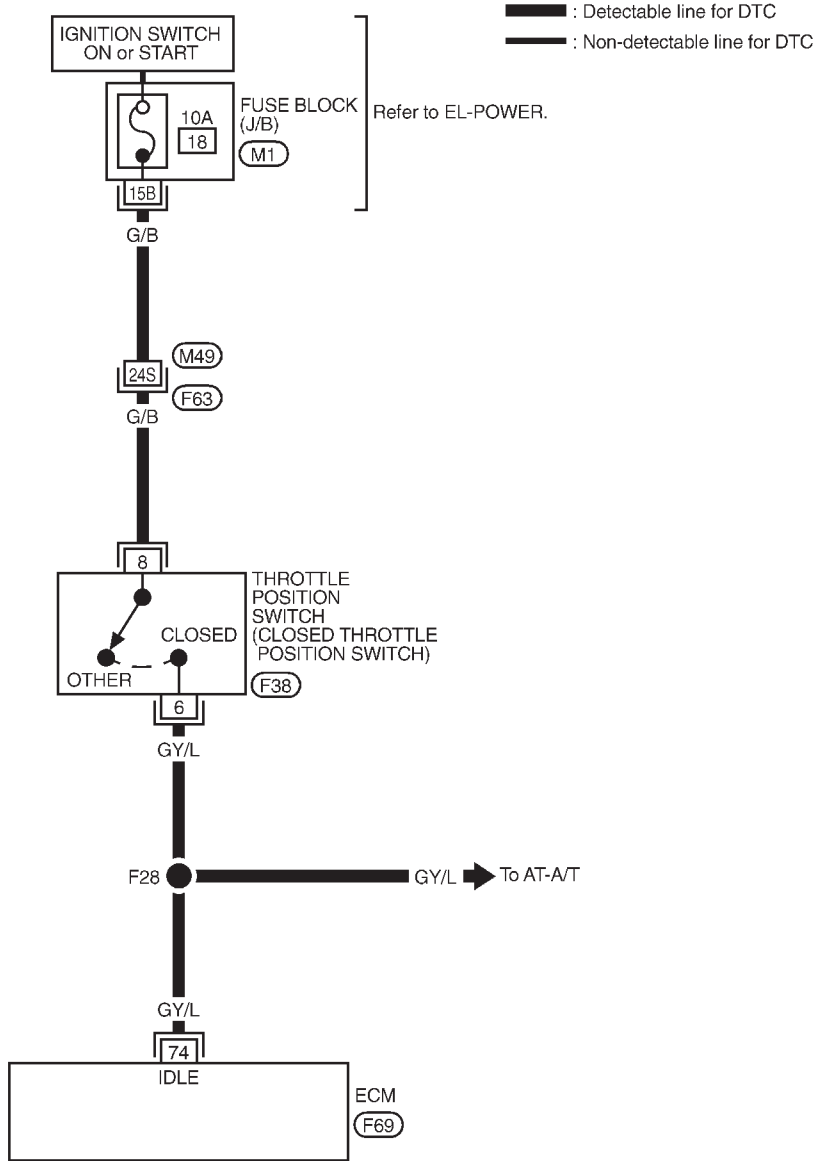 : Detectable line for DTC
: Non-detectable line for DTC
IGNITION SWITCH
ON or START
FUSE BLOCK
(J/B)
10A
18
M1
Refer to EL-POWER.
15B
G/B
M49
24S
F63
G/B
8
THROTTLE
POSITION
SWITCH
(CLOSED THROTTLE
POSITION SWITCH)
CLOSED
OTHER
F38
6
GY/L
F28
GY/L
To AT-A/T
GY/L
74
IDLE
ECM
F69